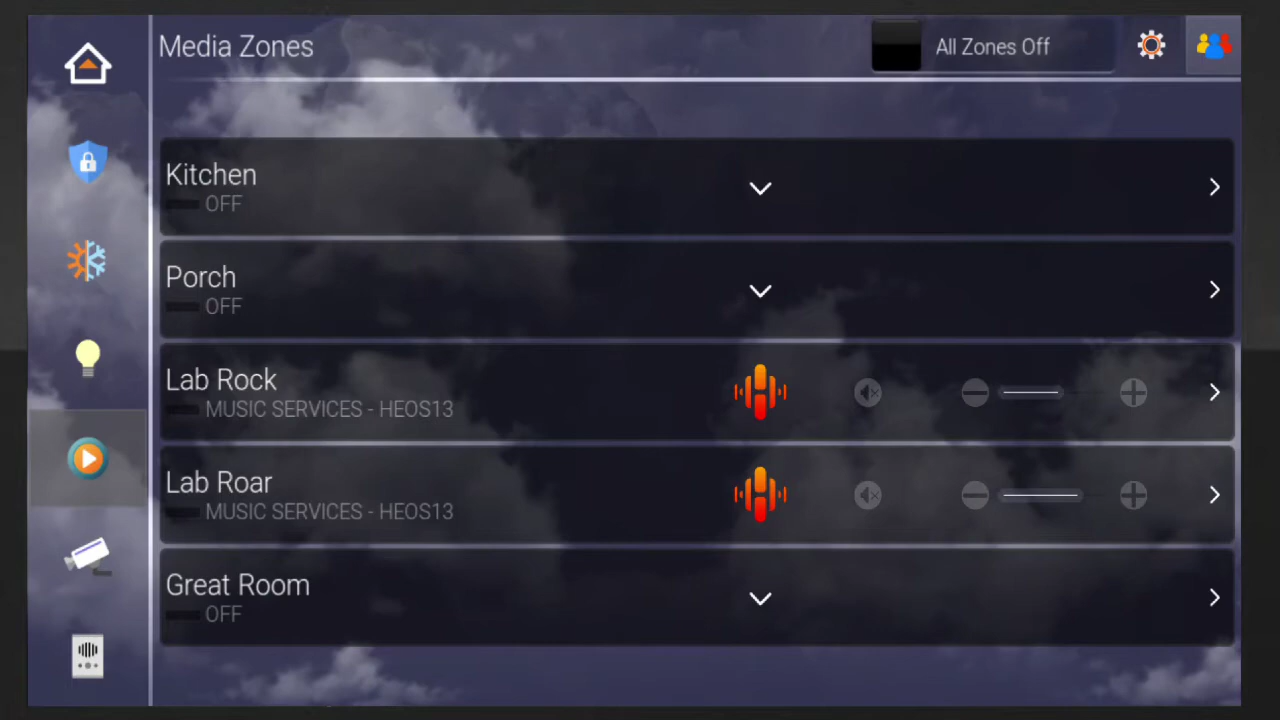 Media Zones
All Zones Off
Kitchen
OFF
Porch
OFF
Lab Rock
MUSIC SERVICES - HEOS13
Lab Roar
MUSIC SERVICES - HEOS13
Great Room
OFF